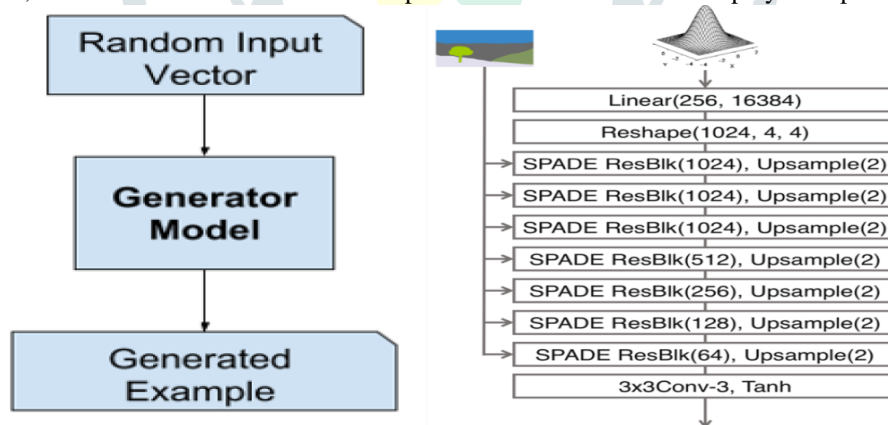 Random Input
Vector
Generator
Model
Generated
Example
Linear(256, 16384)
Reshape(1024, 4, 4)
SPADE ResBlk(1024), Upsample(2)
SPADE ResBlk(1024), Upsample(2)
SPADE ResBlk(1024), Upsample(2)
SPADE ResBlk(512), Upsample(2)
SPADE ResBlk(256), Upsample(2)
SPADE ResBlk(128), Upsample(2)
SPADE ResBlk(64), Upsample(2)
3x3Conv-3, Tanh